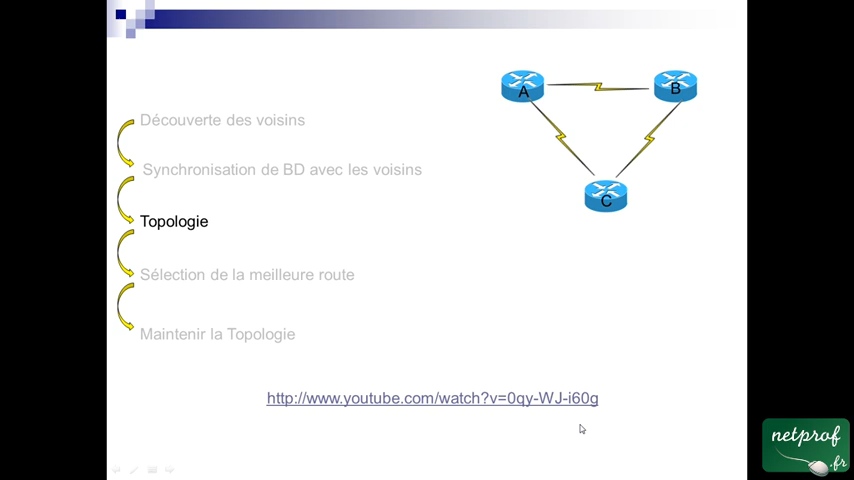 A
B
Découverte des voisins
Synchronisation de BD avec les voisins
C
Topologie
Sélection de la meilleure route
Maintenir la Topologie
http://www.youtube.com/watch?v=0qy-WJ-i60g
netprof
.fr